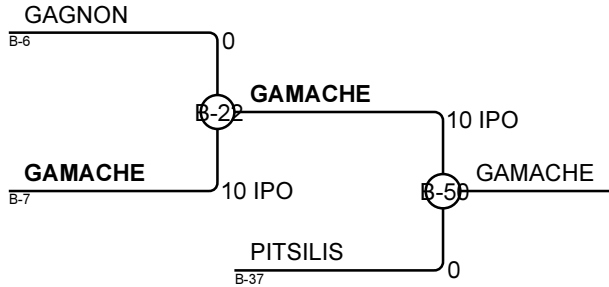 GAGNON
B-6
0
B-22
GAMACHE
10 IPO
GAMACHE
B-7
10 IPO
B-50
GAMACHE
PITSILIS
B-37
0